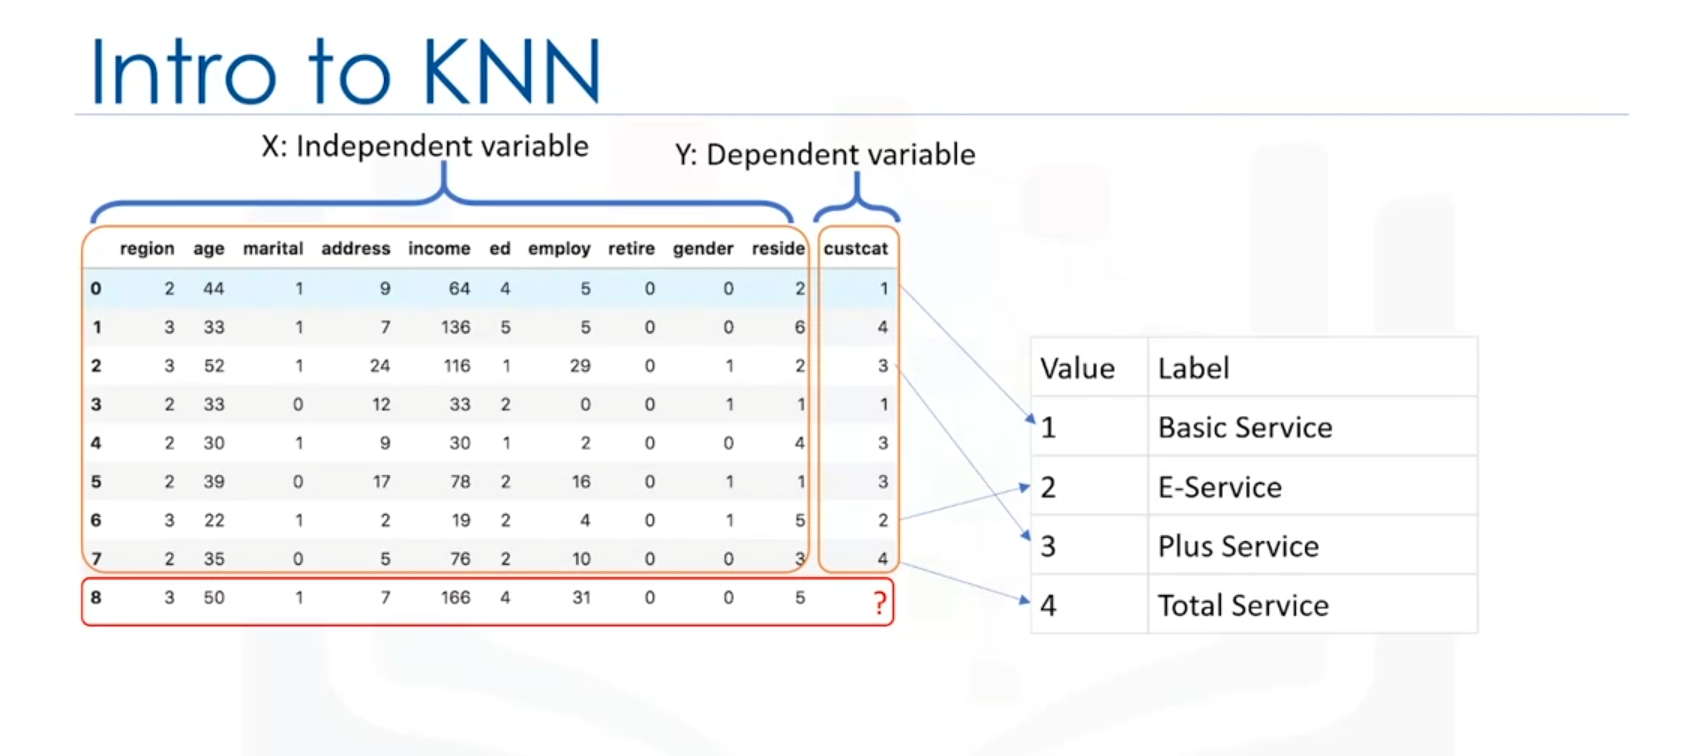 Intro to KNN
X: Independent variable
Y: Dependent variable
region age marital address income ed employ retire gender reside custcat
0 2 44 1 9 64 4 5 0 0 2 1
1 3 33 1 7 136 5 5 0 0 6 4
2 3 52 1 24 116 1 29 0 1 2 3
3 2 33 0 12 33 2 0 0 1 1 1
4 2 30 1 9 30 1 2 0 0 4 3
5 2 39 0 17 78 2 16 0 1 1 3
6 3 22 1 2 19 2 4 0 1 5 2
7 2 35 0 5 76 2 10 0 0 3 4
8 3 50 1 7 166 4 31 0 0 5 ?
Value Label
1 Basic Service
2 E-Service
3 Plus Service
4 Total Service